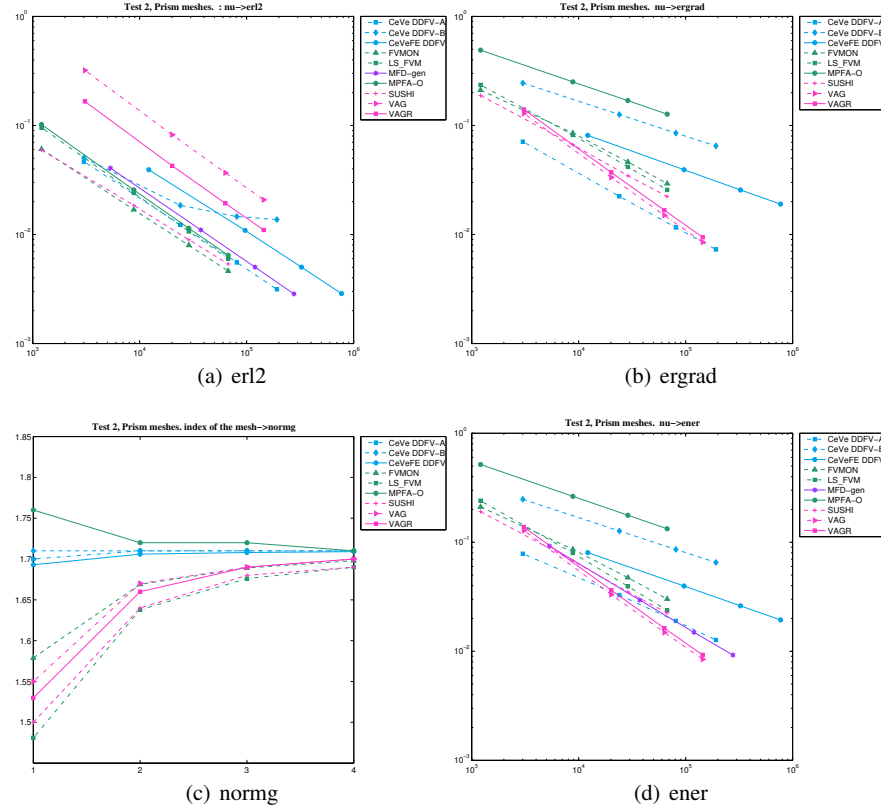 Test 2, Prism meshes. : nu->erl2
10^0
10^-1
10^-2
10^-3
10^3
10^4
10^5
10^6
CeVe DDFV-A
CeVe DDFV-B
CeVeFE DDFV
FVMON
LS_FVM
MFD-gen
MPFA-O
SUSHI
VAG
VAGR
(a) erl2
Test 2, Prism meshes. nu->ergrad
10^0
10^-1
10^-2
10^-3
10^3
10^4
10^5
10^6
CeVe DDFV-A
CeVe DDFV-B
CeVeFE DDFV
FVMON
LS_FVM
MPFA-O
SUSHI
VAG
VAGR
(b) ergrad
Test 2, Prism meshes. index of the mesh->normg
1.85
1.8
1.75
1.7
1.65
1.6
1.55
1.5
1
2
3
4
CeVe DDFV-A
CeVe DDFV-B
CeVeFE DDFV
FVMON
LS_FVM
MPFA-O
SUSHI
VAG
VAGR
(c) normg
Test 2, Prism meshes. nu->ener
10^0
10^-1
10^-2
10^-3
10^3
10^4
10^5
10^6
CeVe DDFV-A
CeVe DDFV-B
CeVeFE DDFV
FVMON
LS_FVM
MFD-gen
MPFA-O
SUSHI
VAG
VAGR
(d) ener